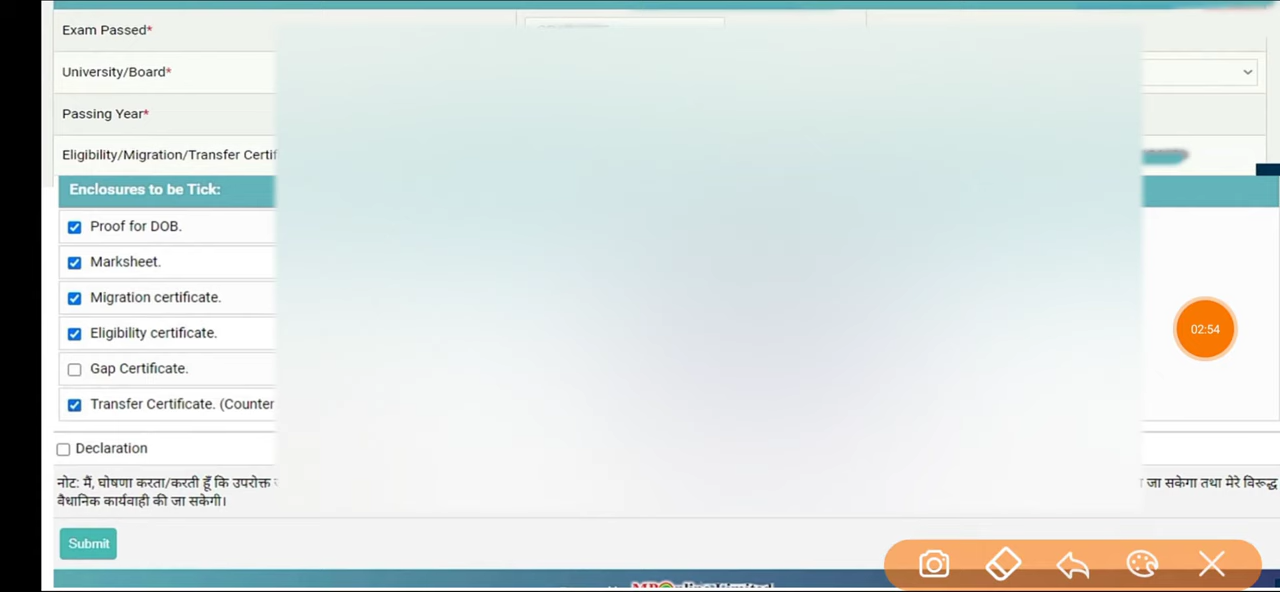 Exam Passed*
University/Board*
Passing Year*
Eligibility/Migration/Transfer Certif
Enclosures to be Tick:
Proof for DOB.
Marksheet.
Migration certificate.
Eligibility certificate.
02:54
Gap Certificate.
Transfer Certificate. (Counter
Declaration
नोट: मैं, घोषणा करता/करती हूँ कि उपरोक्त जा सकेगा तथा मेरे विरूद्ध
वैधानिक कार्यवाही की जा सकेगी।
Submit